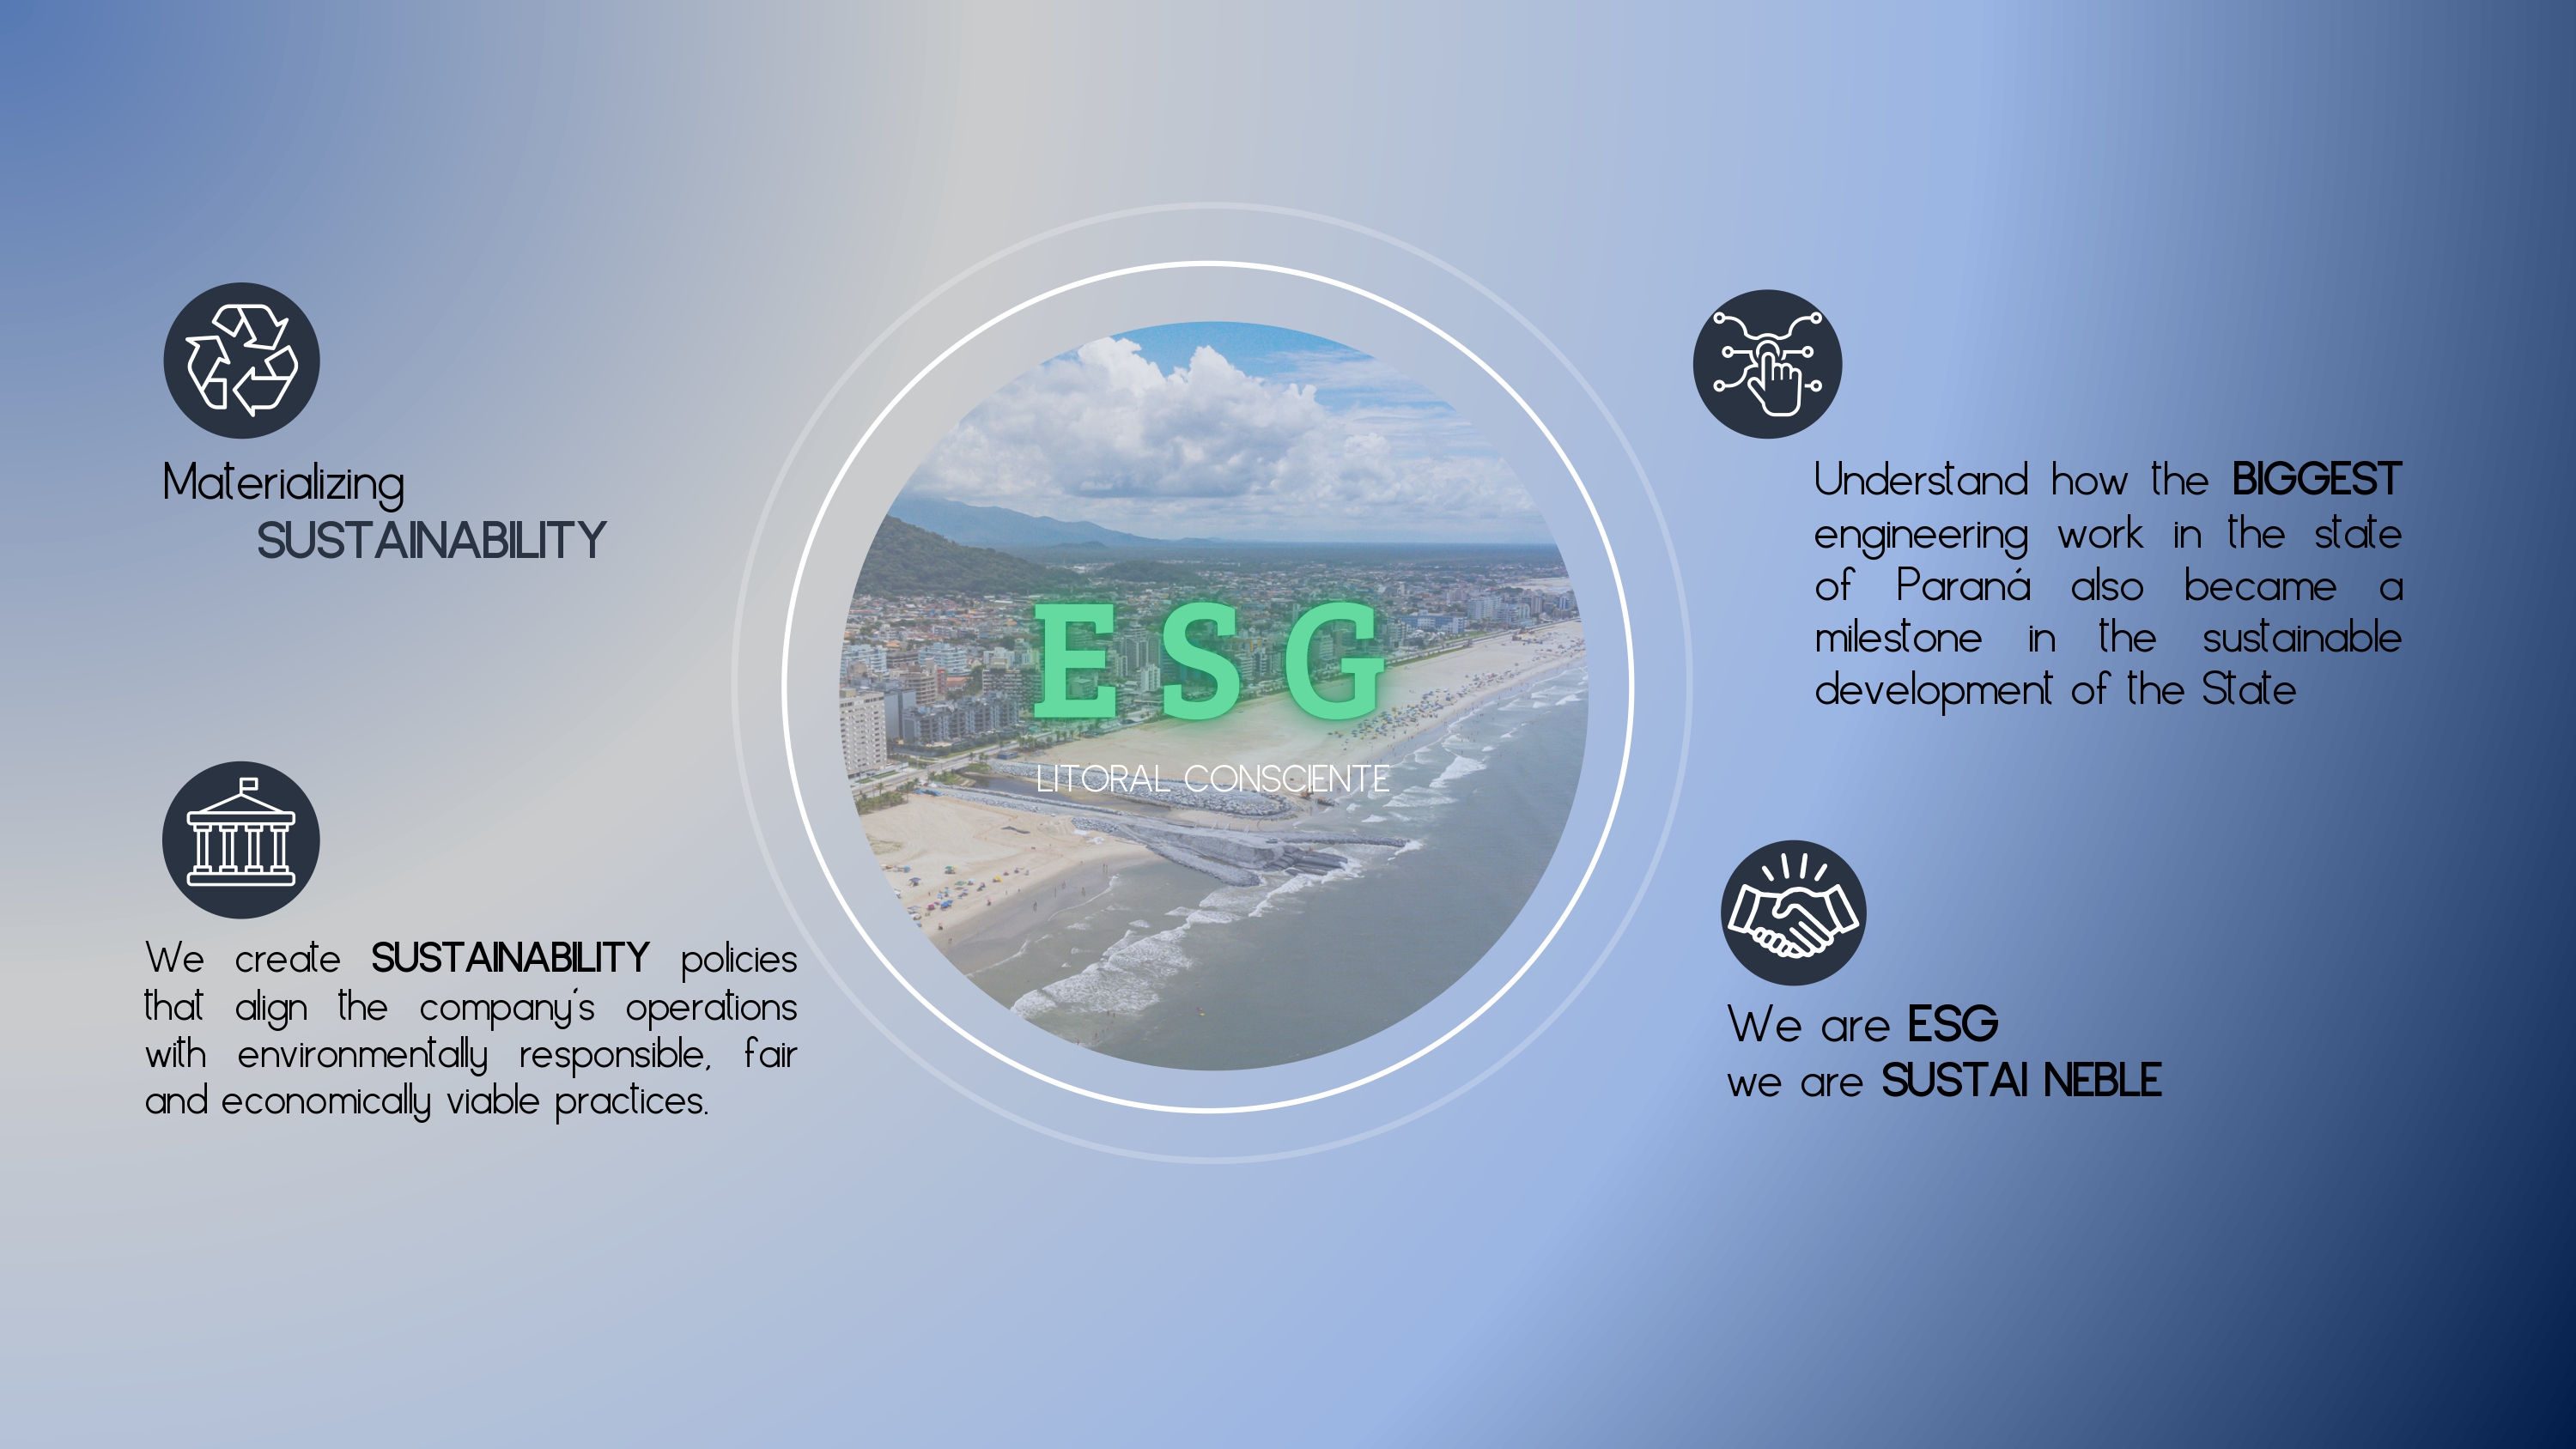 Materializing
SUSTAINABILITY
We create SUSTAINABILITY policies
that align the company's operations
with environmentally responsible, fair
and economically viable practices.
E S G
LITORAL CONSCIENTE
Understand how the BIGGEST
engineering work in the state
of Paraná also became a
milestone in the sustainable
development of the State
We are ESG
we are SUSTAI NEBLE